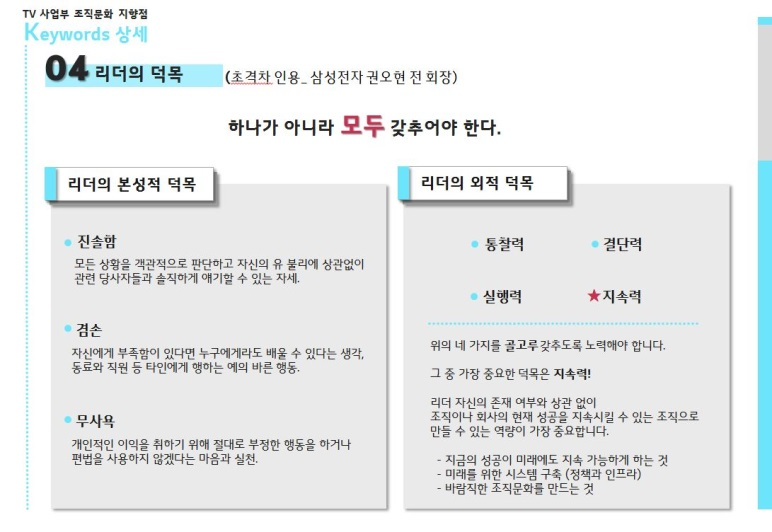 TV 사업부 조직문화 지향점
Keywords 상세
04 리더의 덕목 (초격차 인용_ 삼성전자 권오현 전 회장)
하나가 아니라 모두 갖추어야 한다.
리더의 본성적 덕목
진솔함
모든 상황을 객관적으로 판단하고 자신의 유 불리에 상관없이
관련 당사자들과 솔직하게 얘기할 수 있는 자세.
겸손
자신에게 부족함이 있다면 누구에게라도 배울 수 있다는 생각,
동료와 직원 등 타인에게 행하는 예의 바른 행동.
무사욕
개인적인 이익을 취하기 위해 절대로 부정한 행동을 하거나
편법을 사용하지 않겠다는 마음과 실천.
리더의 외적 덕목
통찰력 결단력
실행력 ★지속력
위의 네 가지를 골고루 갖추도록 노력해야 합니다.
그 중 가장 중요한 덕목은 지속력!
리더 자신의 존재 여부와 상관 없이
조직이나 회사의 현재 성공을 지속시킬 수 있는 조직으로
만들 수 있는 역량이 가장 중요합니다.
- 지금의 성공이 미래에도 지속 가능하게 하는 것
- 미래를 위한 시스템 구축 (정책과 인프라)
- 바람직한 조직문화를 만드는 것